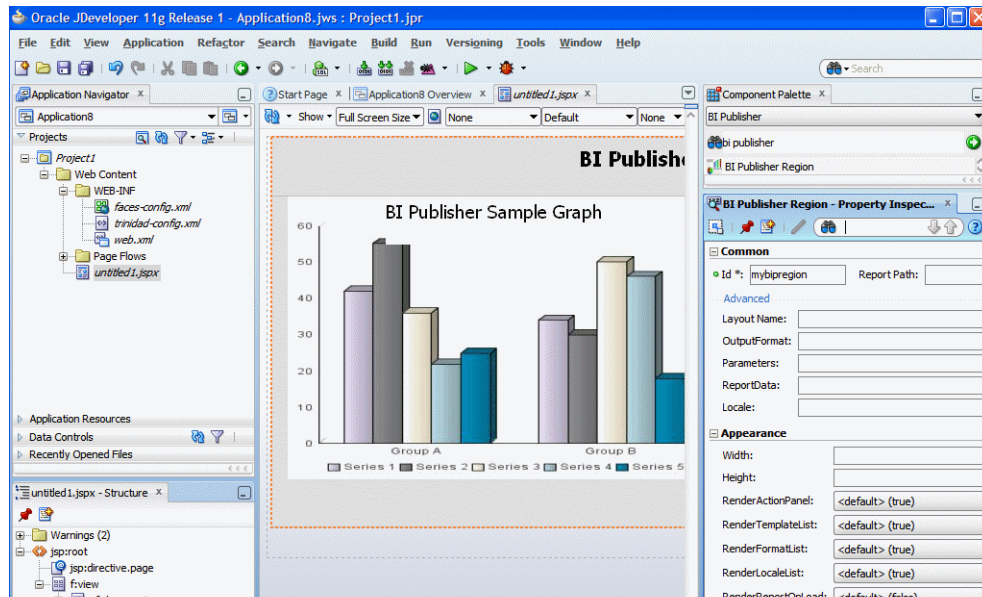 Oracle JDeveloper 11g Release 1 - Application8.jws : Project1.jpr
File Edit View Application Refactor Search Navigate Build Run Versioning Tools Window Help
Search
Application Navigator
Application8
Projects
Project1
Web Content
WEB-INF
faces-config.xml
trinidad-config.xml
web.xml
Page Flows
untitled1.jspx
Application Resources
Data Controls
Recently Opened Files
untitled1.jspx - Structure
Warnings (2)
jsp:root
jsp:directive.page
f:view
Start Page Application8 Overview untitled1.jspx
Show Full Screen Size None Default None
BI Publishe
BI Publisher Sample Graph
60
50
40
30
20
10
0
Group A Group B
Series 1 Series 2 Series 3 Series 4 Series 5
Component Palette
BI Publisher
bi publisher
BI Publisher Region
BI Publisher Region - Property Inspec...
Common
Id *: mybipregion Report Path:
Advanced
Layout Name:
OutputFormat:
Parameters:
ReportData:
Locale:
Appearance
Width:
Height:
RenderActionPanel: <default> (true)
RenderTemplateList: <default> (true)
RenderFormatList: <default> (true)
RenderLocaleList: <default> (true)
RenderReportOnLoad: <default> (false)